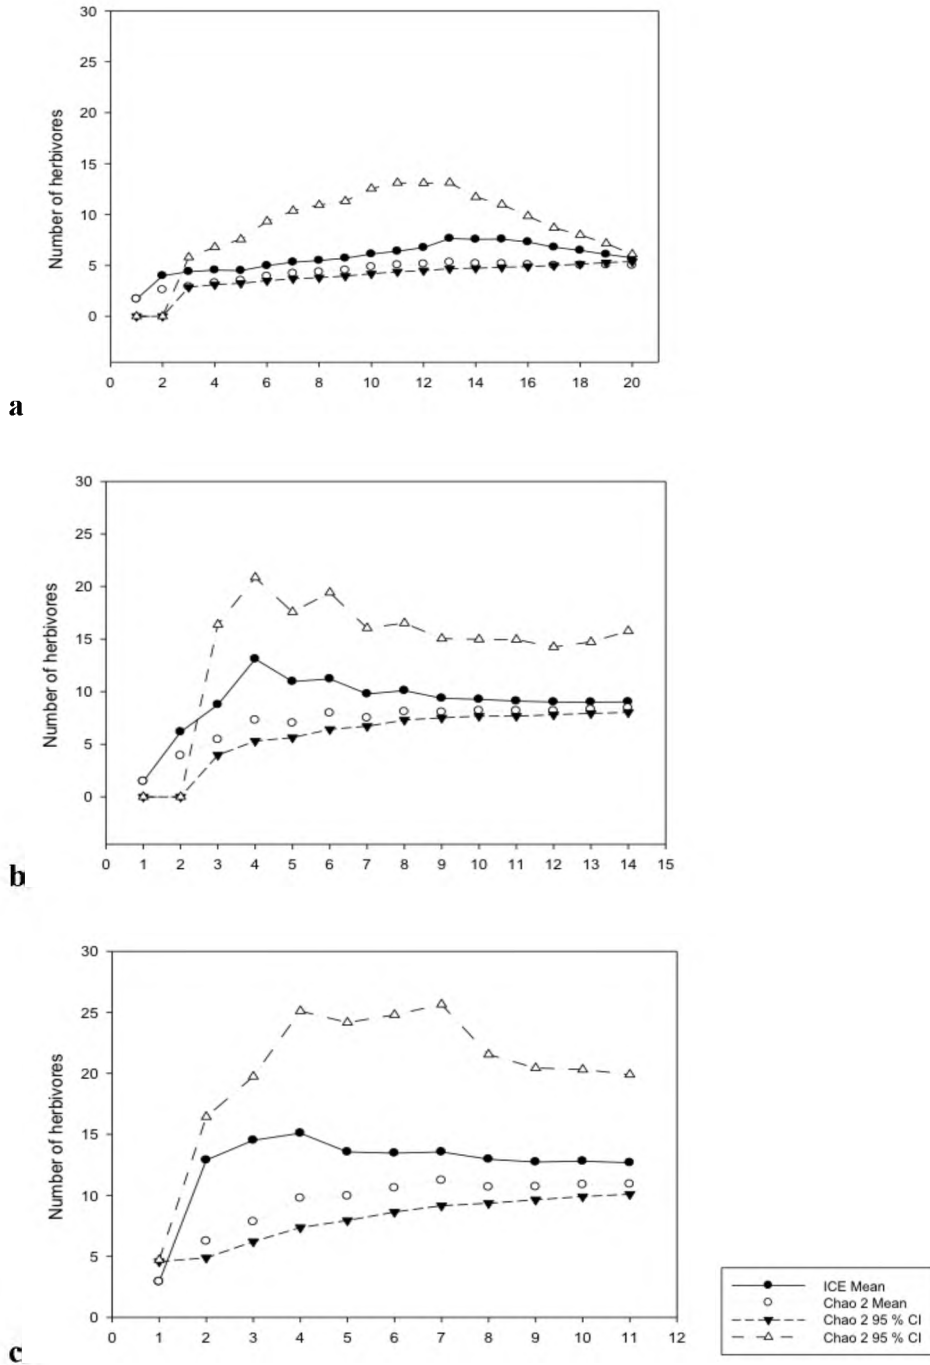 30
25
20
15
10
5
0
Number of herbivores
0 2 4 6 8 10 12 14 16 18 20
a
30
25
20
15
10
5
0
Number of herbivores
0 1 2 3 4 5 6 7 8 9 10 11 12 13 14 15
b
30
25
20
15
10
5
0
Number of herbivores
0 1 2 3 4 5 6 7 8 9 10 11 12
c
ICE Mean
Chao 2 Mean
Chao 2 95 % CI
Chao 2 95 % CI